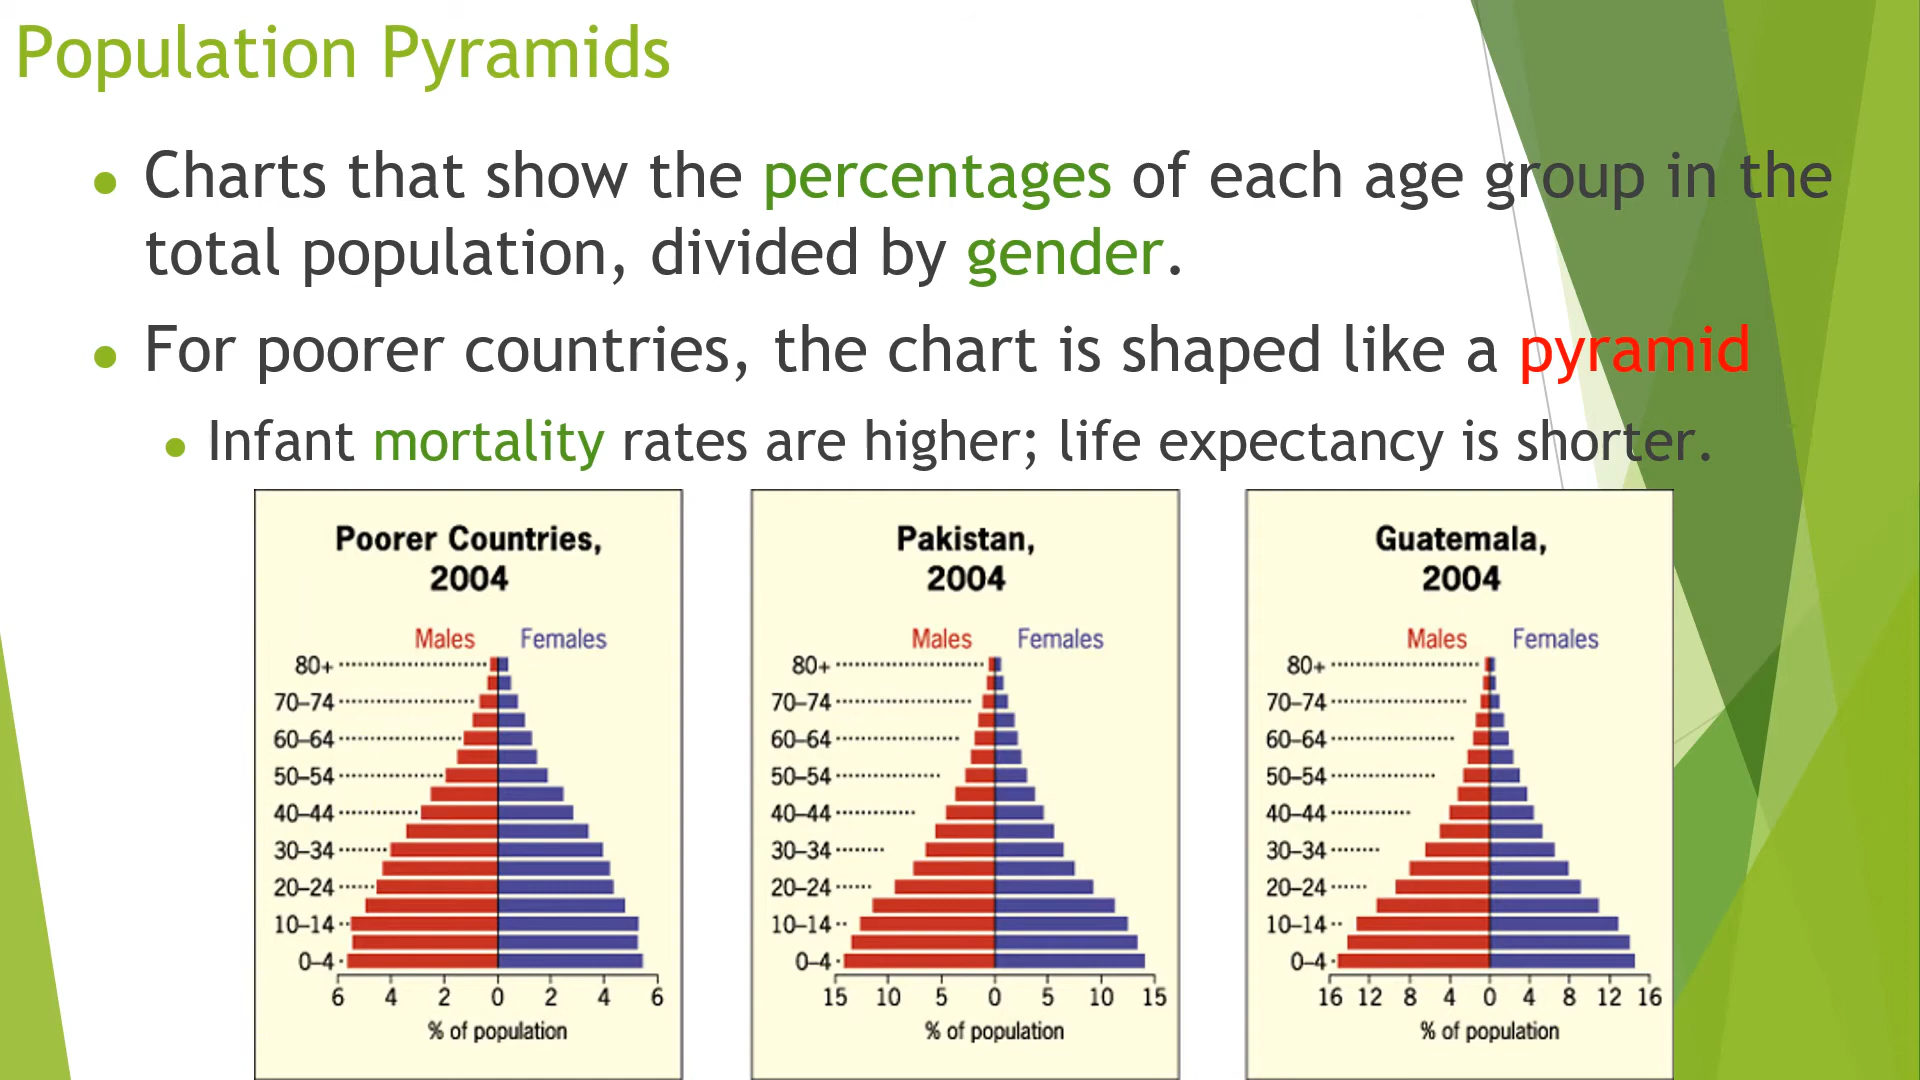 Population Pyramids
Charts that show the percentages of each age group in the
total population, divided by gender.
For poorer countries, the chart is shaped like a pyramid
Infant mortality rates are higher; life expectancy is shorter.
Poorer Countries,
2004
Males Females
80+
70–74
60–64
50–54
40–44
30–34
20–24
10–14
0–4
6 4 2 0 2 4 6
% of population
Pakistan,
2004
Males Females
80+
70–74
60–64
50–54
40–44
30–34
20–24
10–14
0–4
15 10 5 0 5 10 15
% of population
Guatemala,
2004
Males Females
80+
70–74
60–64
50–54
40–44
30–34
20–24
10–14
0–4
16 12 8 4 0 4 8 12 16
% of population